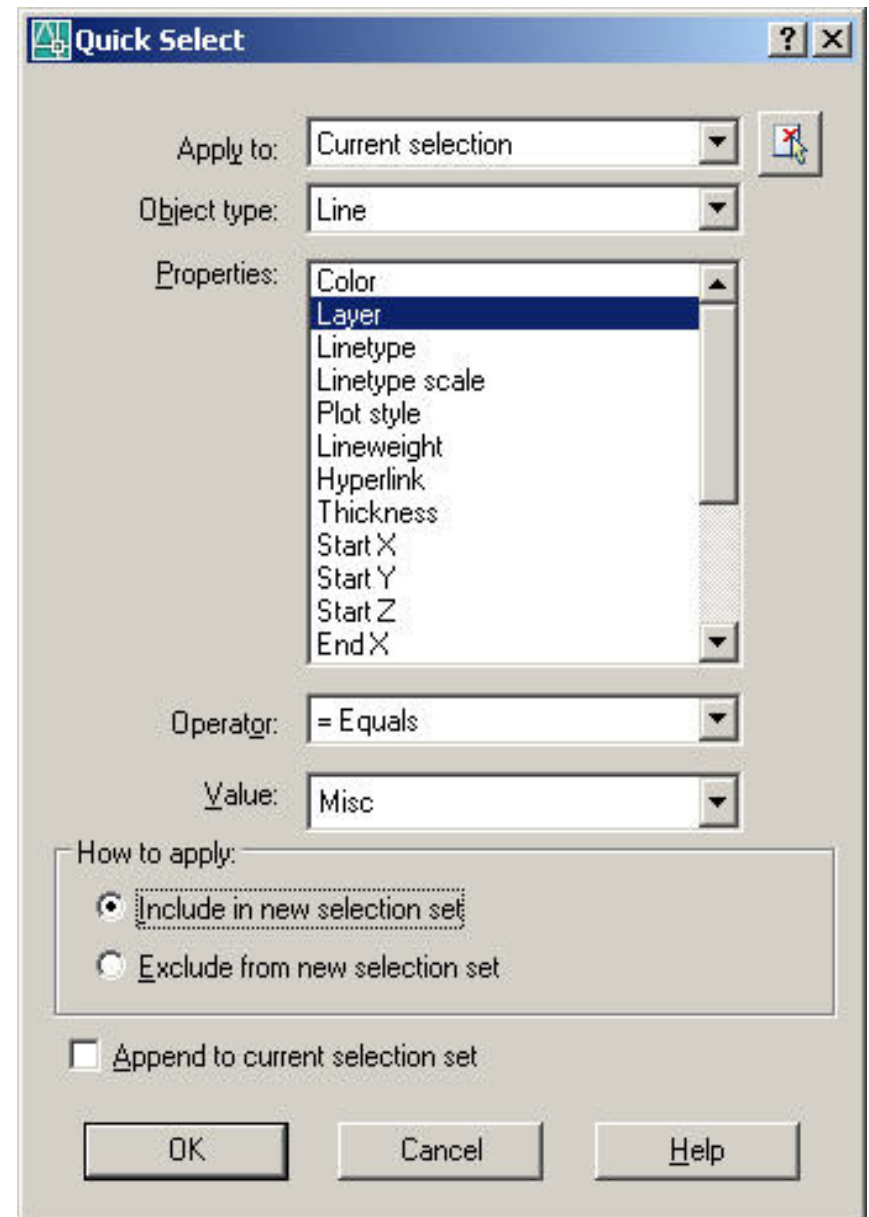 Quick Select
Apply to: Current selection
Object type: Line
Properties: Color
Layer
Linetype
Linetype scale
Plot style
Lineweight
Hyperlink
Thickness
Start X
Start Y
Start Z
End X
Operator: = Equals
Value: Misc
How to apply:
Include in new selection set
Exclude from new selection set
Append to current selection set
OK Cancel Help